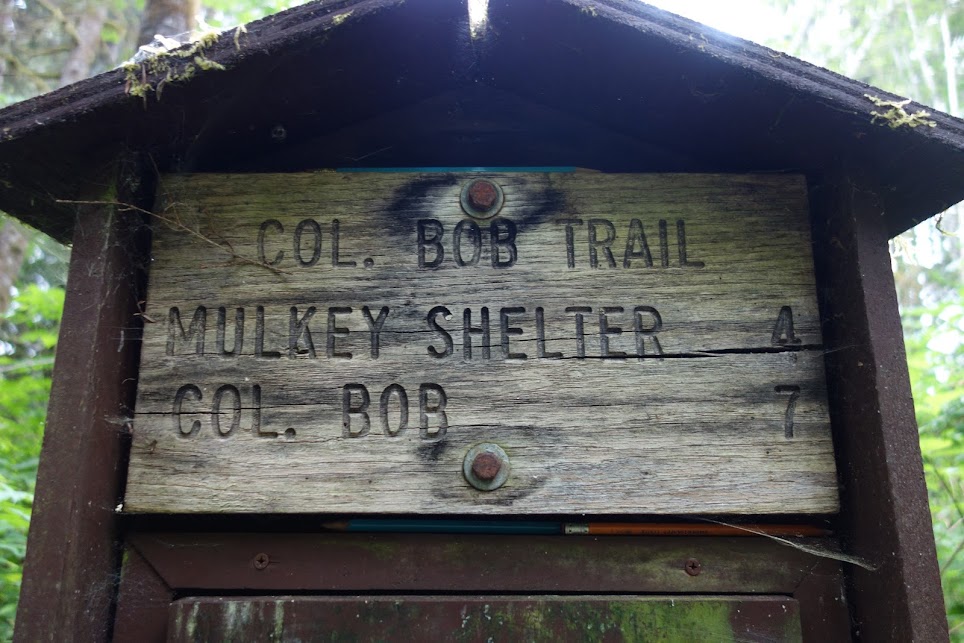 COL. BOB TRAIL
MULKEY SHELTER 4
COL. BOB 7